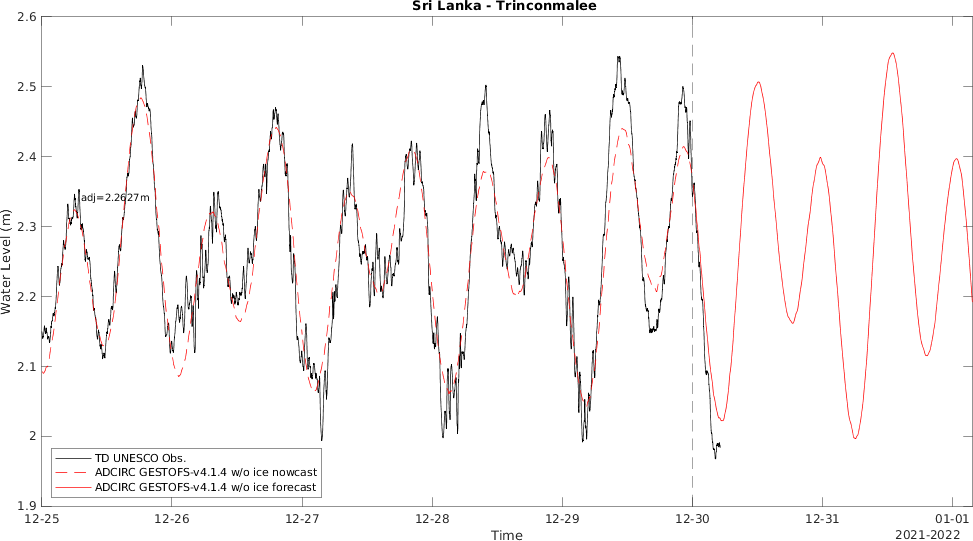 Sri Lanka - Trinconmalee
2.6
2.5
2.4
2.3
2.2
2.1
2
1.9
Water Level (m)
adj=2.2627m
TD UNESCO Obs.
ADCIRC GESTOFS-v4.1.4 w/o ice nowcast
ADCIRC GESTOFS-v4.1.4 w/o ice forecast
12-25 12-26 12-27 12-28 12-29 12-30 12-31 01-01
Time
2021-2022